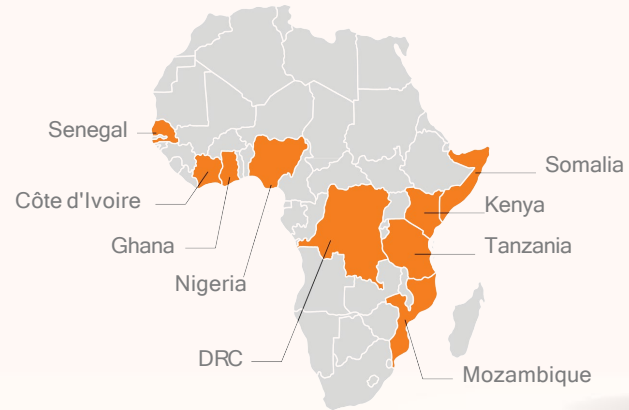 Senegal
Somalia
Côte d'Ivoire
Kenya
Ghana
Tanzania
Nigeria
DRC
Mozambique